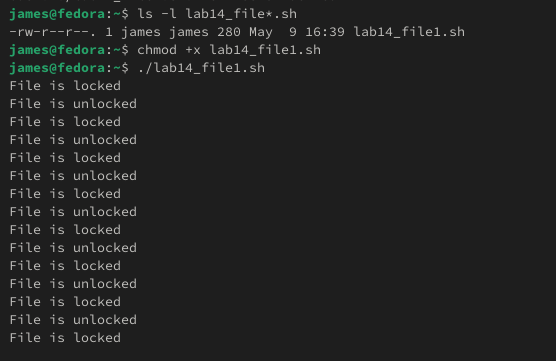 james@fedora:~$ ls -l lab14_file*.sh
-rw-r--r--. 1 james james 280 May  9 16:39 lab14_file1.sh
james@fedora:~$ chmod +x lab14_file1.sh
james@fedora:~$ ./lab14_file1.sh
File is locked
File is unlocked
File is locked
File is unlocked
File is locked
File is unlocked
File is locked
File is unlocked
File is locked
File is unlocked
File is locked
File is unlocked
File is locked
File is unlocked
File is locked